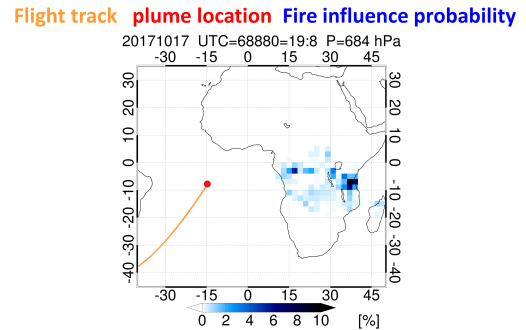 Flight track plume location Fire influence probability
20171017 UTC=68880=19:8 P=684 hPa
-30 -15 0 15 30 45
30 30
20 20
10 10
0 0
-10 -10
-20 -20
-30 -30
-40 -40
-30 -15 0 15 30 45
0 2 4 6 8 10 [%]